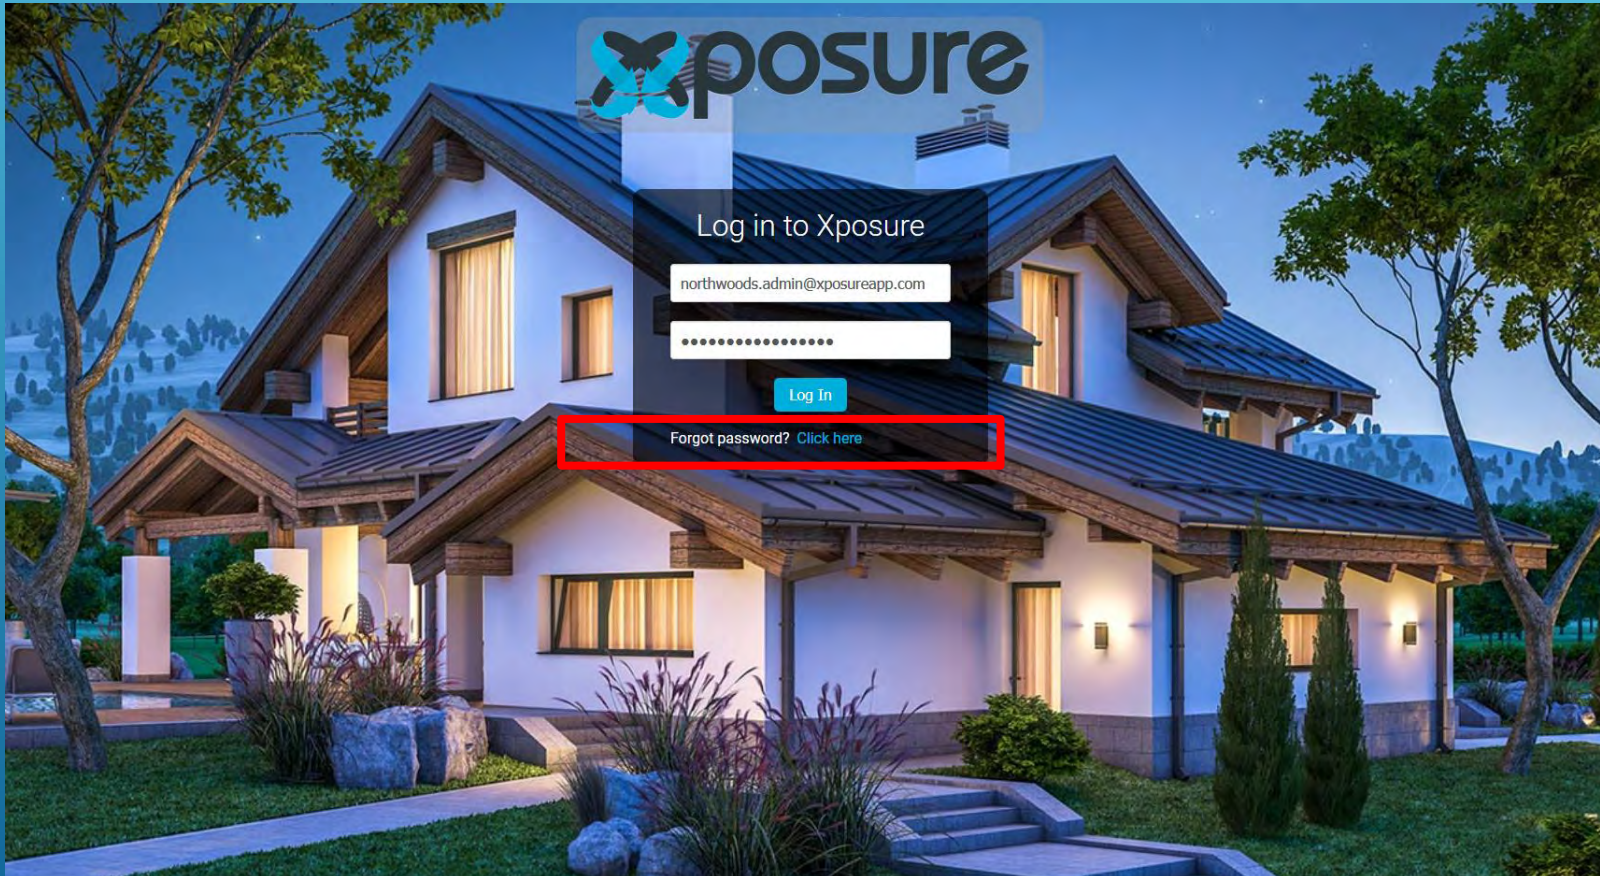 xposure
Log in to Xposure
northwoods.admin@xposureapp.com
•••••••••••••••••
Log In
Forgot password? Click here